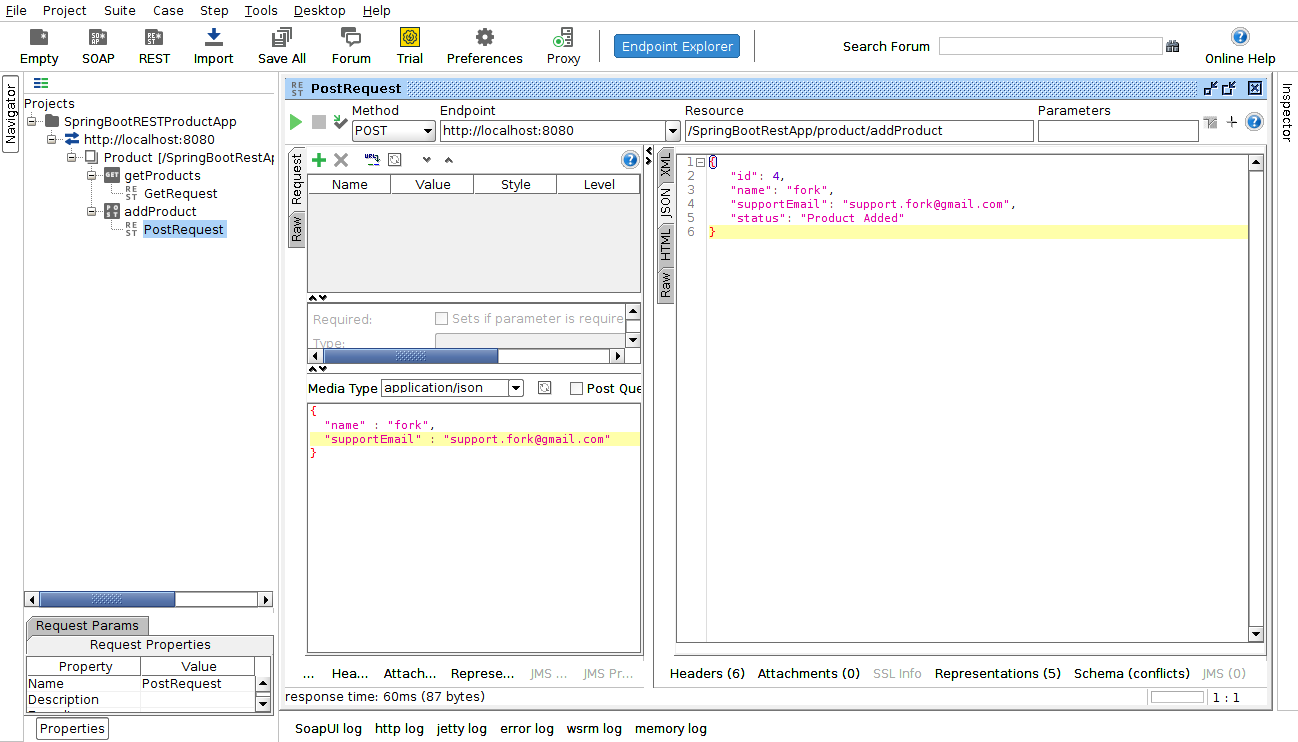 File Project Suite Case Step Tools Desktop Help
Empty SOAP REST Import Save All Forum Trial Preferences Proxy Endpoint Explorer Search Forum Online Help
Navigator
Projects
SpringBootRESTProductApp
http://localhost:8080
Product [/SpringBootRestAp
GET getProducts
REST GetRequest
POST addProduct
REST PostRequest
Request Params
Request Properties
Property Value
Name PostRequest
Description
Properties
REST PostRequest
Method Endpoint Resource Parameters
POST http://localhost:8080 /SpringBootRestApp/product/addProduct
Request
Raw
Name Value Style Level
Required: Sets if parameter is require
Type:
Media Type application/json Post Que
{
"name" : "fork",
"supportEmail" : "support.fork@gmail.com"
}
... Hea... Attach... Represe... JMS ... JMS Pr...
XML
JSON
HTML
Raw
1 {
2 "id": 4,
3 "name": "fork",
4 "supportEmail": "support.fork@gmail.com",
5 "status": "Product Added"
6 }
Headers (6) Attachments (0) SSL Info Representations (5) Schema (conflicts) JMS (0)
response time: 60ms (87 bytes) 1 : 1
SoapUI log http log jetty log error log wsrm log memory log
Inspector